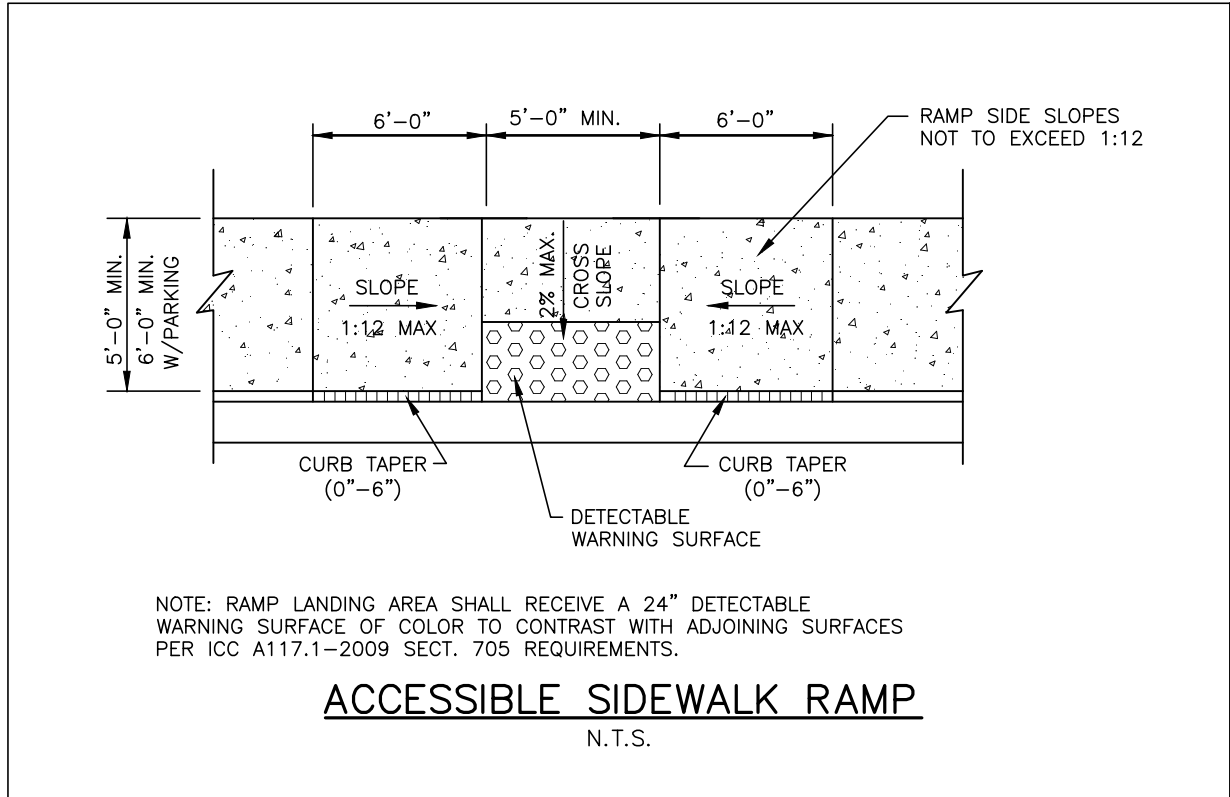 6'-0"
5'-0" MIN.
6'-0"
RAMP SIDE SLOPES
NOT TO EXCEED 1:12
5'-0" MIN.
6'-0" MIN.
W/PARKING
SLOPE
1:12 MAX
2% MAX.
CROSS
SLOPE
SLOPE
1:12 MAX
CURB TAPER
(0"-6")
CURB TAPER
(0"-6")
DETECTABLE
WARNING SURFACE
NOTE: RAMP LANDING AREA SHALL RECEIVE A 24" DETECTABLE
WARNING SURFACE OF COLOR TO CONTRAST WITH ADJOINING SURFACES
PER ICC A117.1-2009 SECT. 705 REQUIREMENTS.
ACCESSIBLE SIDEWALK RAMP
N.T.S.